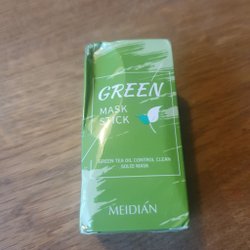 GREEN
MASK
STICK
GREEN TEA OIL CONTROL CLEAN
SOLID MASK
MEIDIAN